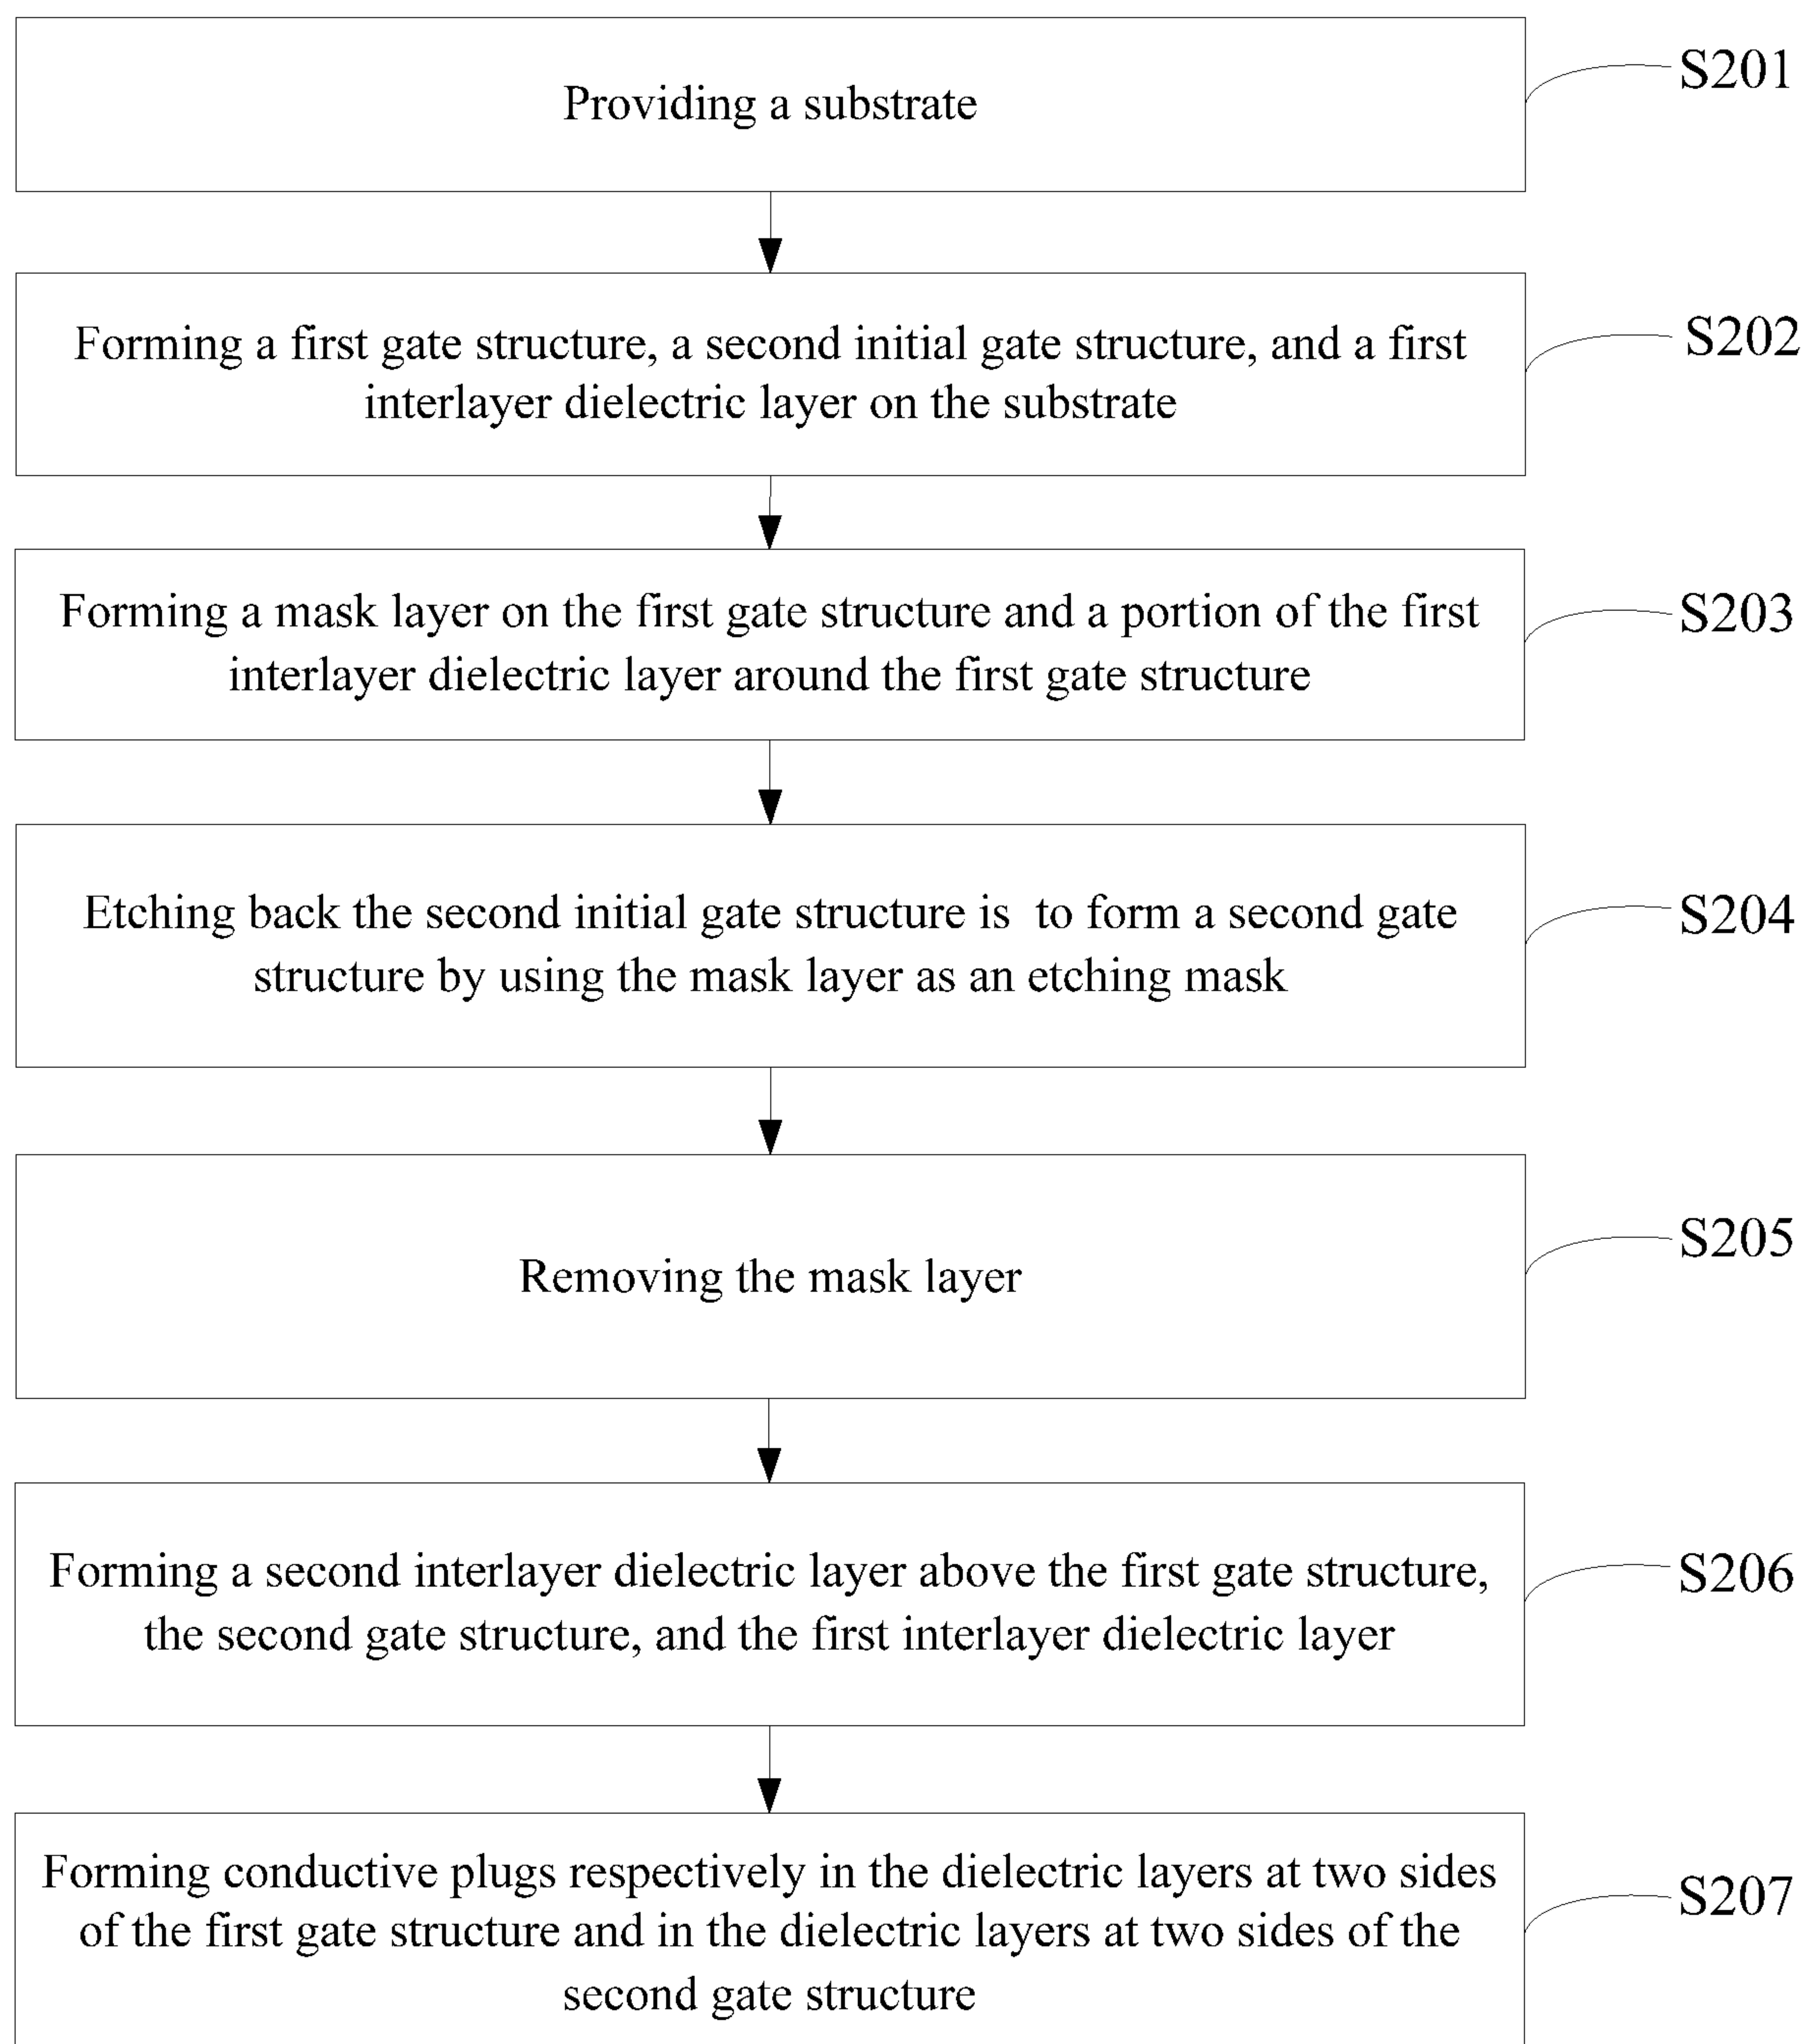 Providing a substrate
S201
Forming a first gate structure, a second initial gate structure, and a first
interlayer dielectric layer on the substrate
S202
Forming a mask layer on the first gate structure and a portion of the first
interlayer dielectric layer around the first gate structure
S203
Etching back the second initial gate structure is  to form a second gate
structure by using the mask layer as an etching mask
S204
Removing the mask layer
S205
Forming a second interlayer dielectric layer above the first gate structure,
the second gate structure, and the first interlayer dielectric layer
S206
Forming conductive plugs respectively in the dielectric layers at two sides
of the first gate structure and in the dielectric layers at two sides of the
second gate structure
S207